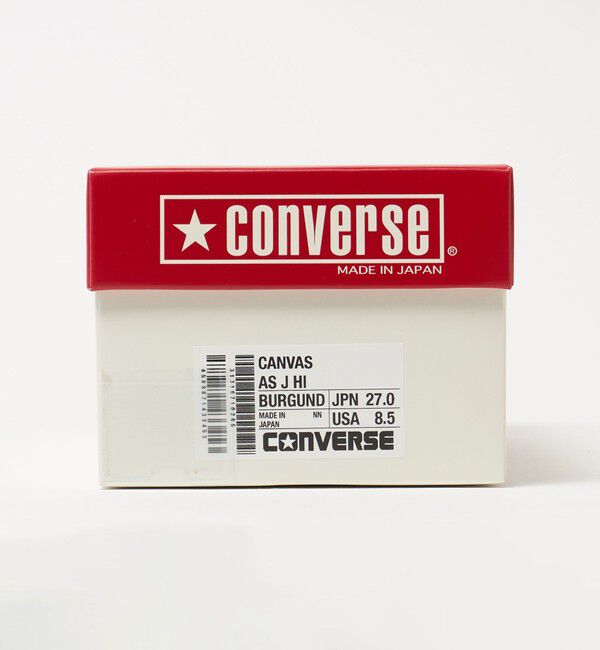 ★ converse ®
MADE IN JAPAN
CANVAS
AS J HI
BURGUND JPN 27.0
MADE IN JAPAN NN USA 8.5
CONVERSE